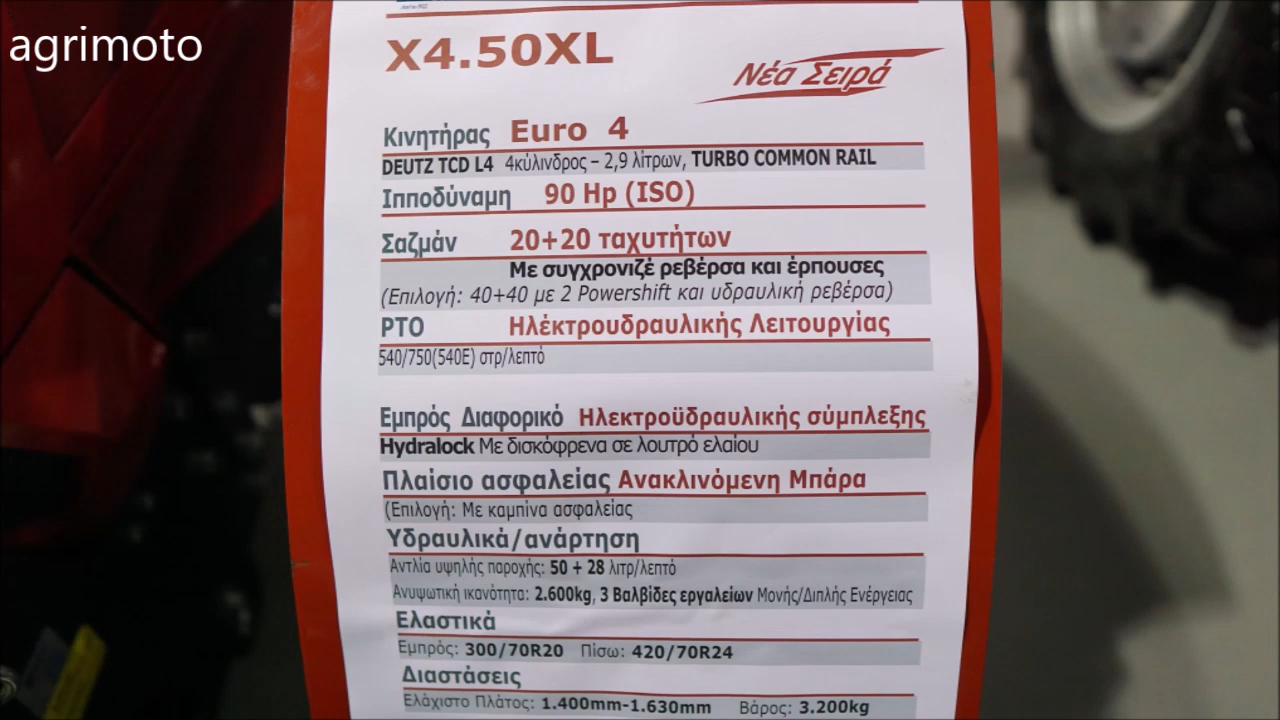 agrimoto
X4.50XL
Νέα Σειρά
Κινητήρας Euro 4
DEUTZ TCD L4 4κύλινδρος – 2,9 λίτρων, TURBO COMMON RAIL
Ιπποδύναμη 90 Hp (ISO)
Σαζμάν 20+20 ταχυτήτων
Με συγχρονιζέ ρεβέρσα και έρπουσες
(Επιλογή: 40+40 με 2 Powershift και υδραυλική ρεβέρσα)
PTO Ηλέκτρουδραυλικής Λειτουργίας
540/750(540E) στρ/λεπτό
Εμπρός Διαφορικό Ηλεκτροϋδραυλικής σύμπλεξης
Hydralock Με δισκόφρενα σε λουτρό ελαίου
Πλαίσιο ασφαλείας Ανακλινόμενη Μπάρα
(Επιλογή: Με καμπίνα ασφαλείας
Υδραυλικά/ανάρτηση
Αντλία υψηλής παροχής: 50 + 28 λιτρ/λεπτό
Ανυψωτική ικανότητα: 2.600kg, 3 Βαλβίδες εργαλείων Μονής/Διπλής Ενέργειας
Ελαστικά
Εμπρός: 300/70R20 Πίσω: 420/70R24
Διαστάσεις
Ελάχιστο Πλάτος: 1.400mm-1.630mm Βάρος: 3.200kg